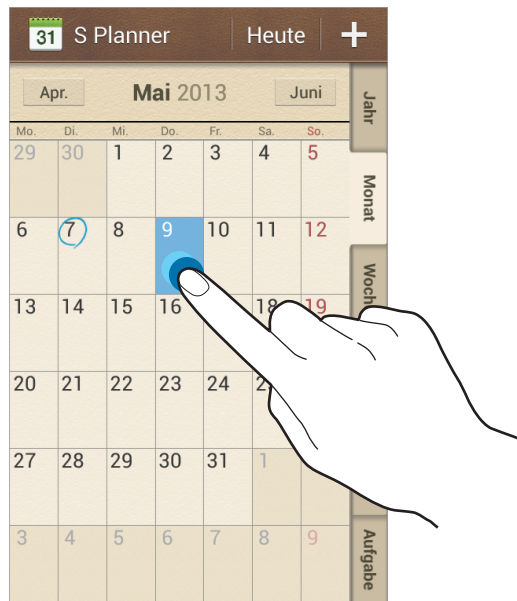 31 S Planner Heute +
Apr. Mai 2013 Juni
Mo. Di. Mi. Do. Fr. Sa. So.
29 30 1 2 3 4 5
6 7 8 9 10 11 12
13 14 15 16 18 19
20 21 22 23 24
27 28 29 30 31 1
3 4 5 6 7 8 9
Jahr
Monat
Aufgabe